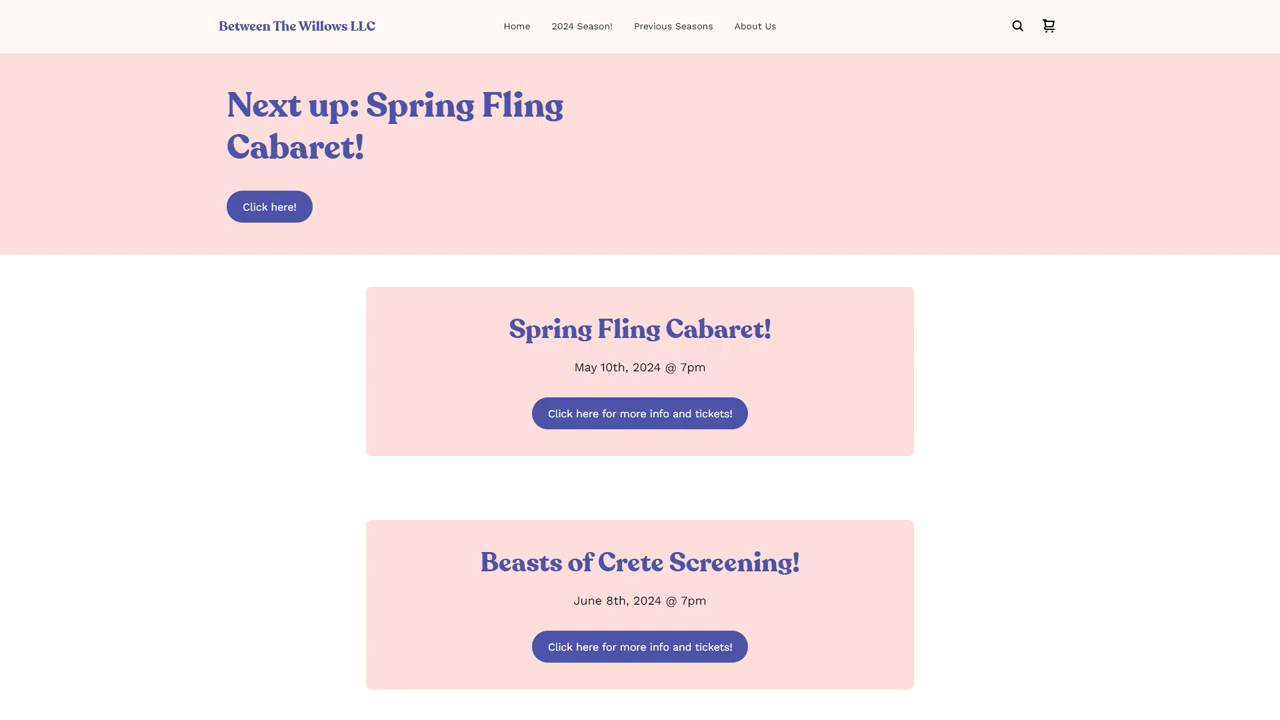 Between The Willows LLC
Home
2024 Season!
Previous Seasons
About Us
Next up: Spring Fling
Cabaret!
Click here!
Spring Fling Cabaret!
May 10th, 2024 @ 7pm
Click here for more info and tickets!
Beasts of Crete Screening!
June 8th, 2024 @ 7pm
Click here for more info and tickets!